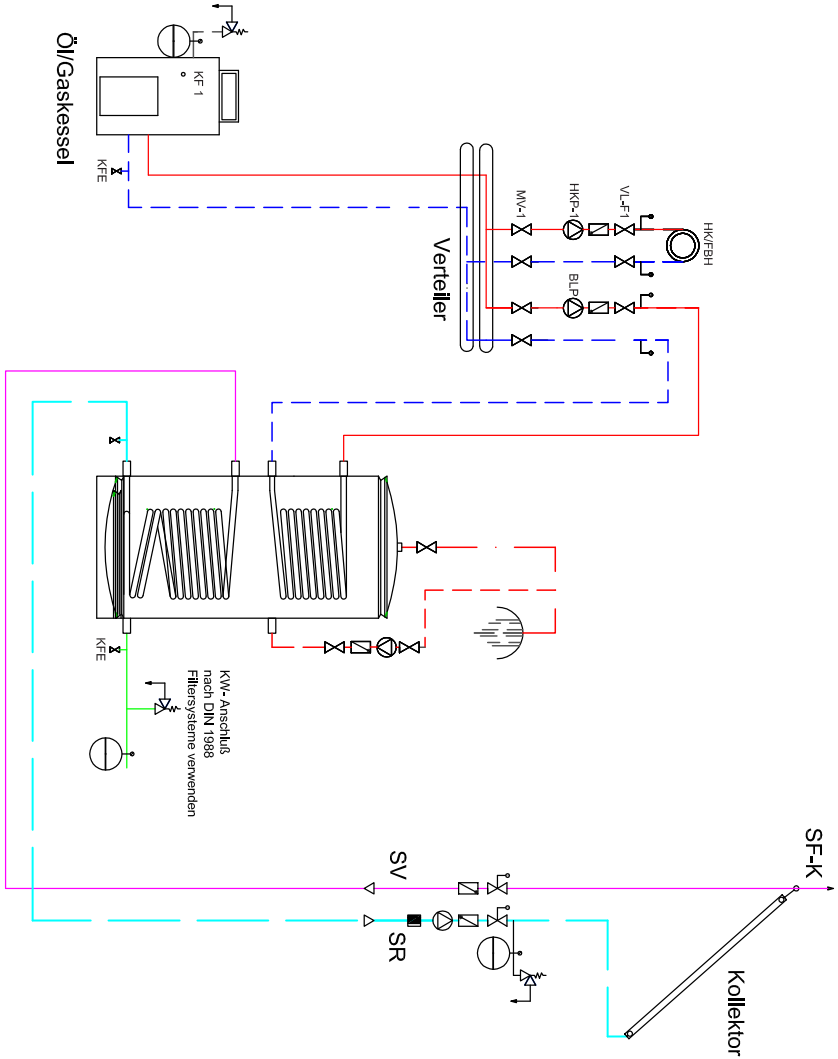 Öl/Gaskessel
KF 1
KFE
Verteiler
MV-1
HKP-1
VL-F1
HK/FBH
BLP
KFE
KW- Anschluß
nach DIN 1988
Filtersysteme verwenden
SV
SR
SF-K
Kollektor